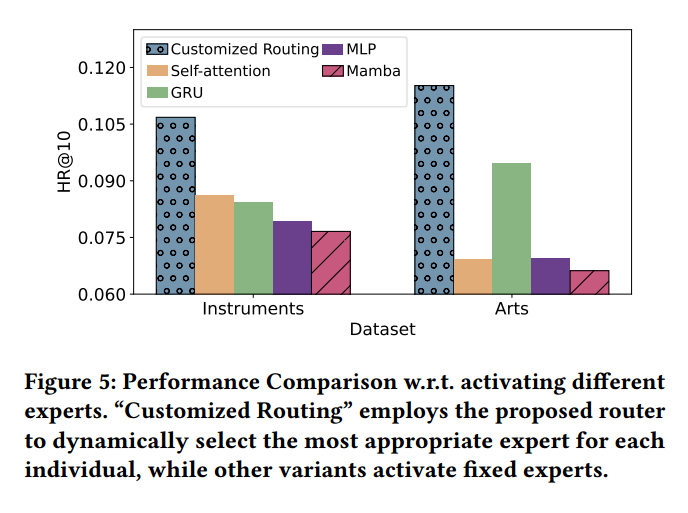 Customized Routing
Self-attention
GRU
MLP
Mamba
0.120
0.105
0.090
0.075
0.060
HR@10
Instruments
Arts
Dataset
Figure 5: Performance Comparison w.r.t. activating different
experts. “Customized Routing” employs the proposed router
to dynamically select the most appropriate expert for each
individual, while other variants activate fixed experts.